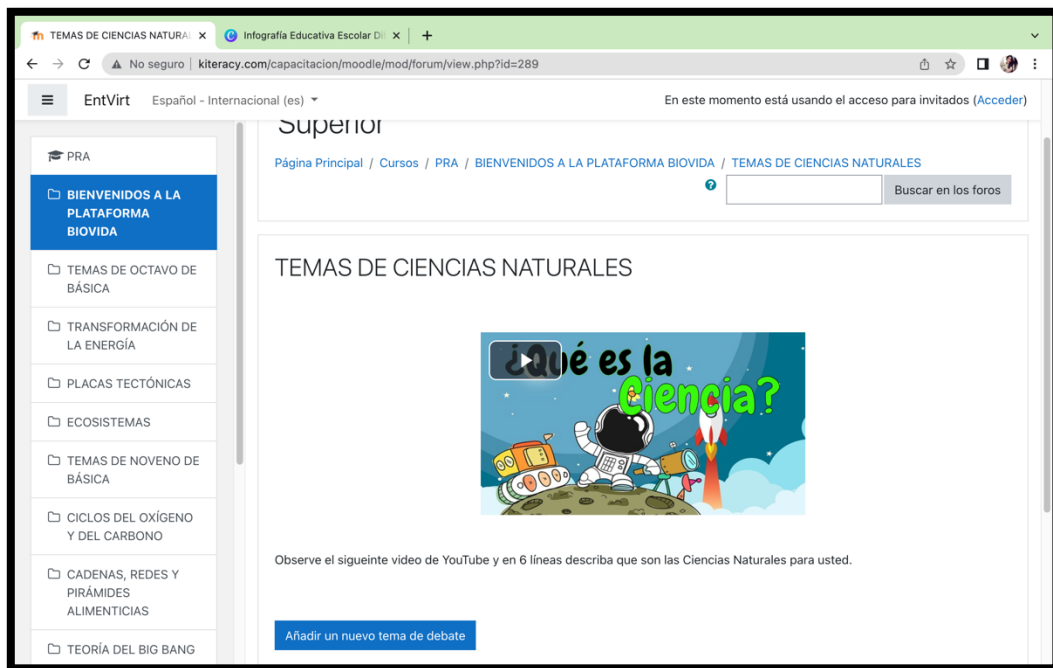 TEMAS DE CIENCIAS NATURA
Infografía Educativa Escolar Di
No seguro
kiteracy.com/capacitacion/moodle/mod/forum/view.php?id=289
EntVirt
Español - Internacional (es)
En este momento está usando el acceso para invitados (Acceder)
PRA
BIENVENIDOS A LA
PLATAFORMA
BIOVIDA
TEMAS DE OCTAVO DE
BÁSICA
TRANSFORMACIÓN DE
LA ENERGÍA
PLACAS TECTÓNICAS
ECOSISTEMAS
TEMAS DE NOVENO DE
BÁSICA
CICLOS DEL OXÍGENO
Y DEL CARBONO
CADENAS, REDES Y
PIRÁMIDES
ALIMENTICIAS
TEORÍA DEL BIG BANG
Superior
Página Principal / Cursos / PRA / BIENVENIDOS A LA PLATAFORMA BIOVIDA / TEMAS DE CIENCIAS NATURALES
Buscar en los foros
TEMAS DE CIENCIAS NATURALES
¿Qué es la
Ciencia?
Observe el sigueinte video de YouTube y en 6 líneas describa que son las Ciencias Naturales para usted.
Añadir un nuevo tema de debate